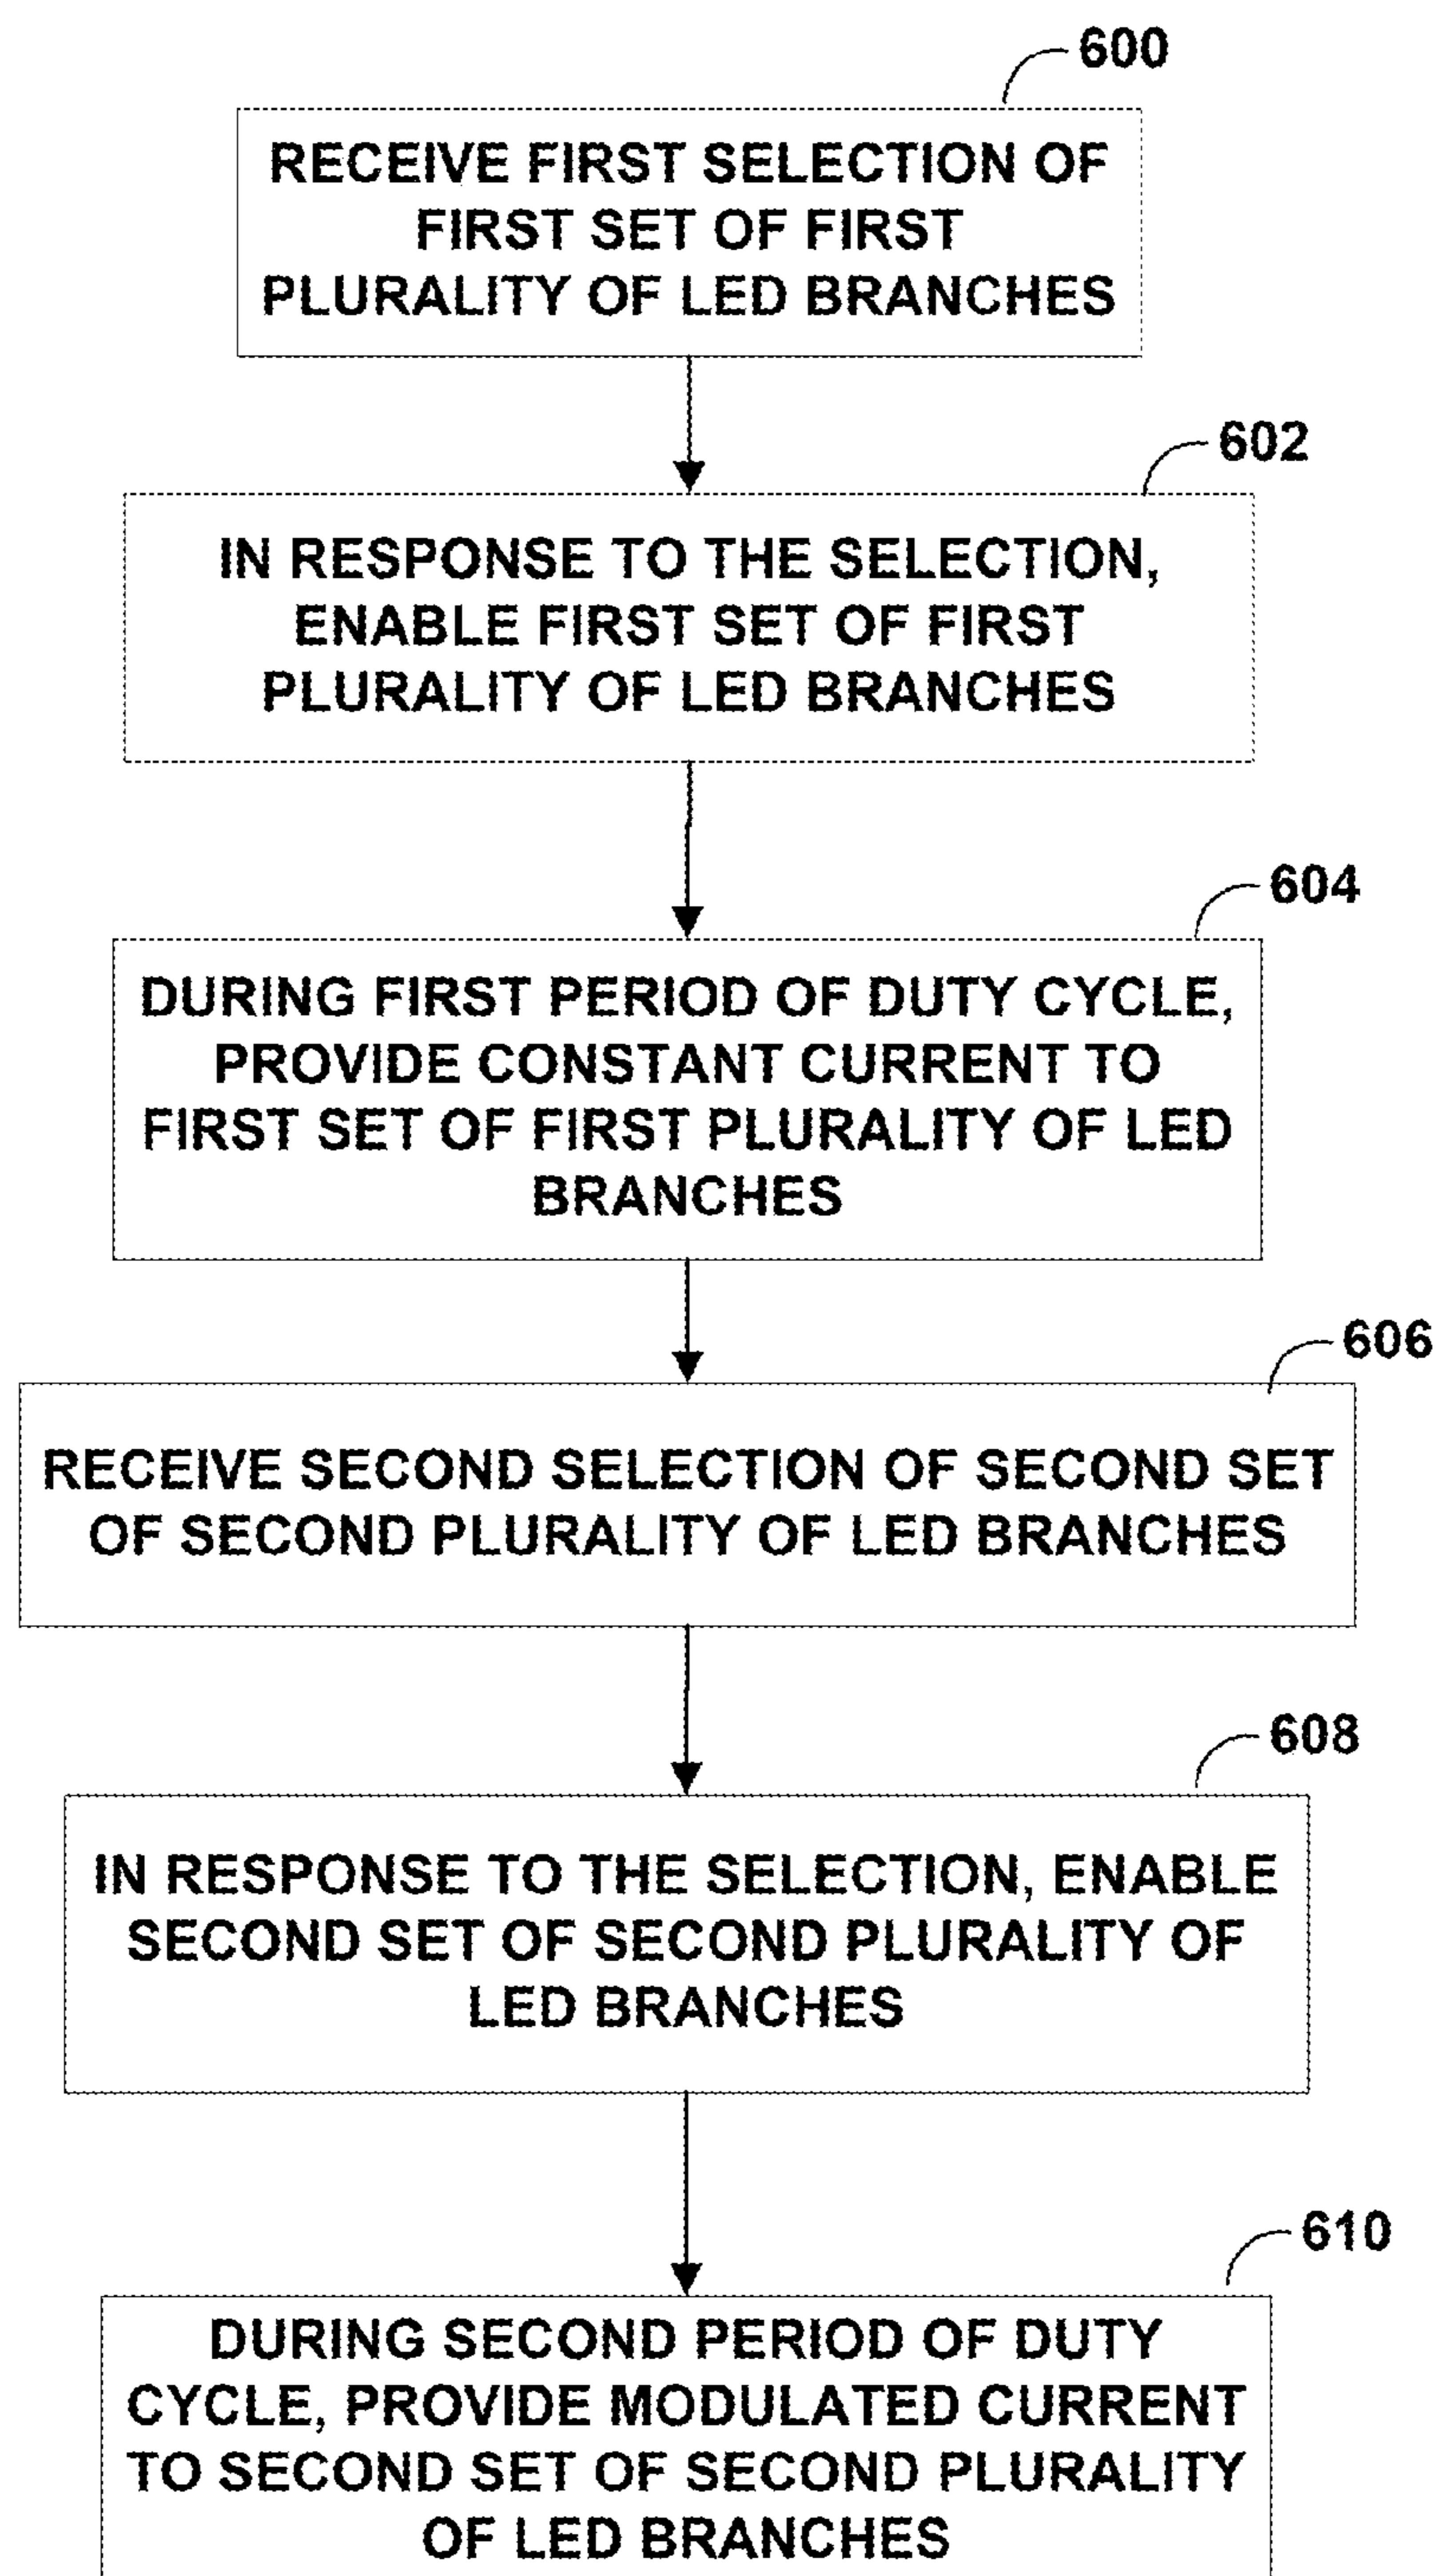 600
RECEIVE FIRST SELECTION OF
FIRST SET OF FIRST
PLURALITY OF LED BRANCHES
602
IN RESPONSE TO THE SELECTION,
ENABLE FIRST SET OF FIRST
PLURALITY OF LED BRANCHES
604
DURING FIRST PERIOD OF DUTY CYCLE,
PROVIDE CONSTANT CURRENT TO
FIRST SET OF FIRST PLURALITY OF LED
BRANCHES
606
RECEIVE SECOND SELECTION OF SECOND SET
OF SECOND PLURALITY OF LED BRANCHES
608
IN RESPONSE TO THE SELECTION, ENABLE
SECOND SET OF SECOND PLURALITY OF
LED BRANCHES
610
DURING SECOND PERIOD OF DUTY
CYCLE, PROVIDE MODULATED CURRENT
TO SECOND SET OF SECOND PLURALITY
OF LED BRANCHES